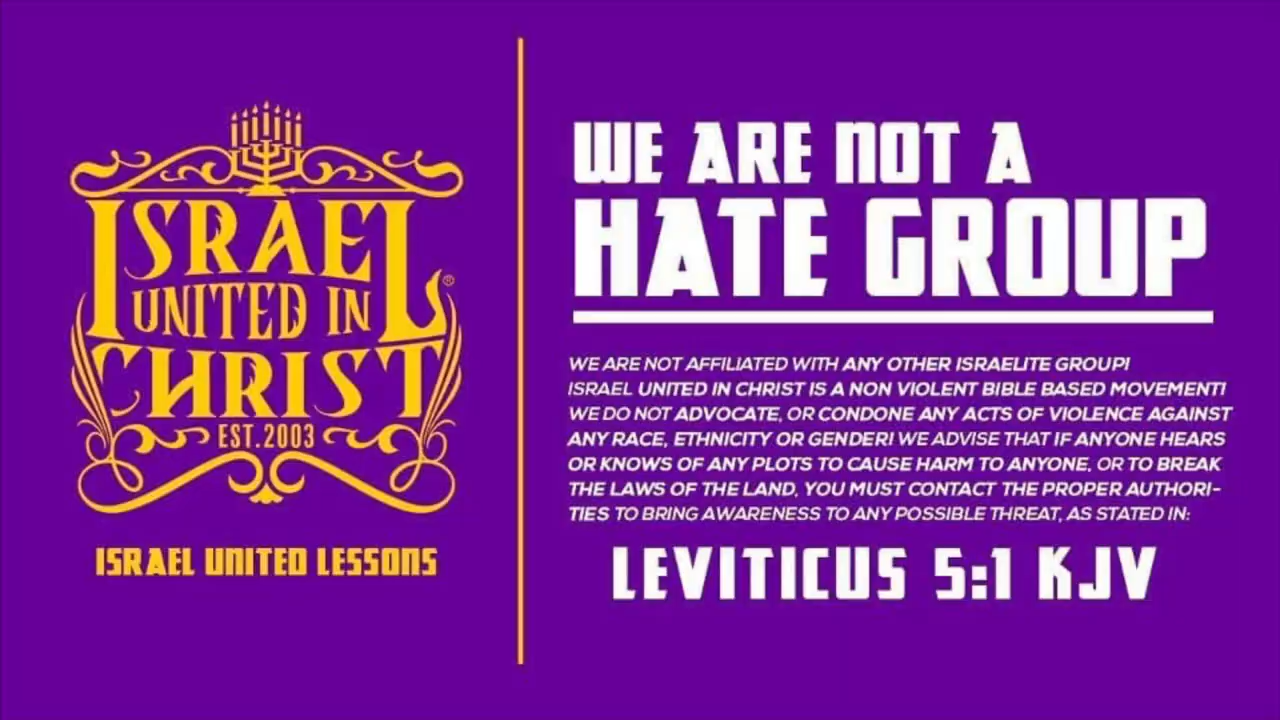 ISRAEL
UNITED IN
CHRIST
®
EST. 2003
ISRAEL UNITED LESSONS
WE ARE NOT A
HATE GROUP
WE ARE NOT AFFILIATED WITH ANY OTHER ISRAELITE GROUP!
ISRAEL UNITED IN CHRIST IS A NON VIOLENT BIBLE BASED MOVEMENT!
WE DO NOT ADVOCATE, OR CONDONE ANY ACTS OF VIOLENCE AGAINST
ANY RACE, ETHNICITY OR GENDER! WE ADVISE THAT IF ANYONE HEARS
OR KNOWS OF ANY PLOTS TO CAUSE HARM TO ANYONE, OR TO BREAK
THE LAWS OF THE LAND, YOU MUST CONTACT THE PROPER AUTHORI-
TIES TO BRING AWARENESS TO ANY POSSIBLE THREAT, AS STATED IN:
LEVITICUS 5:1 KJV